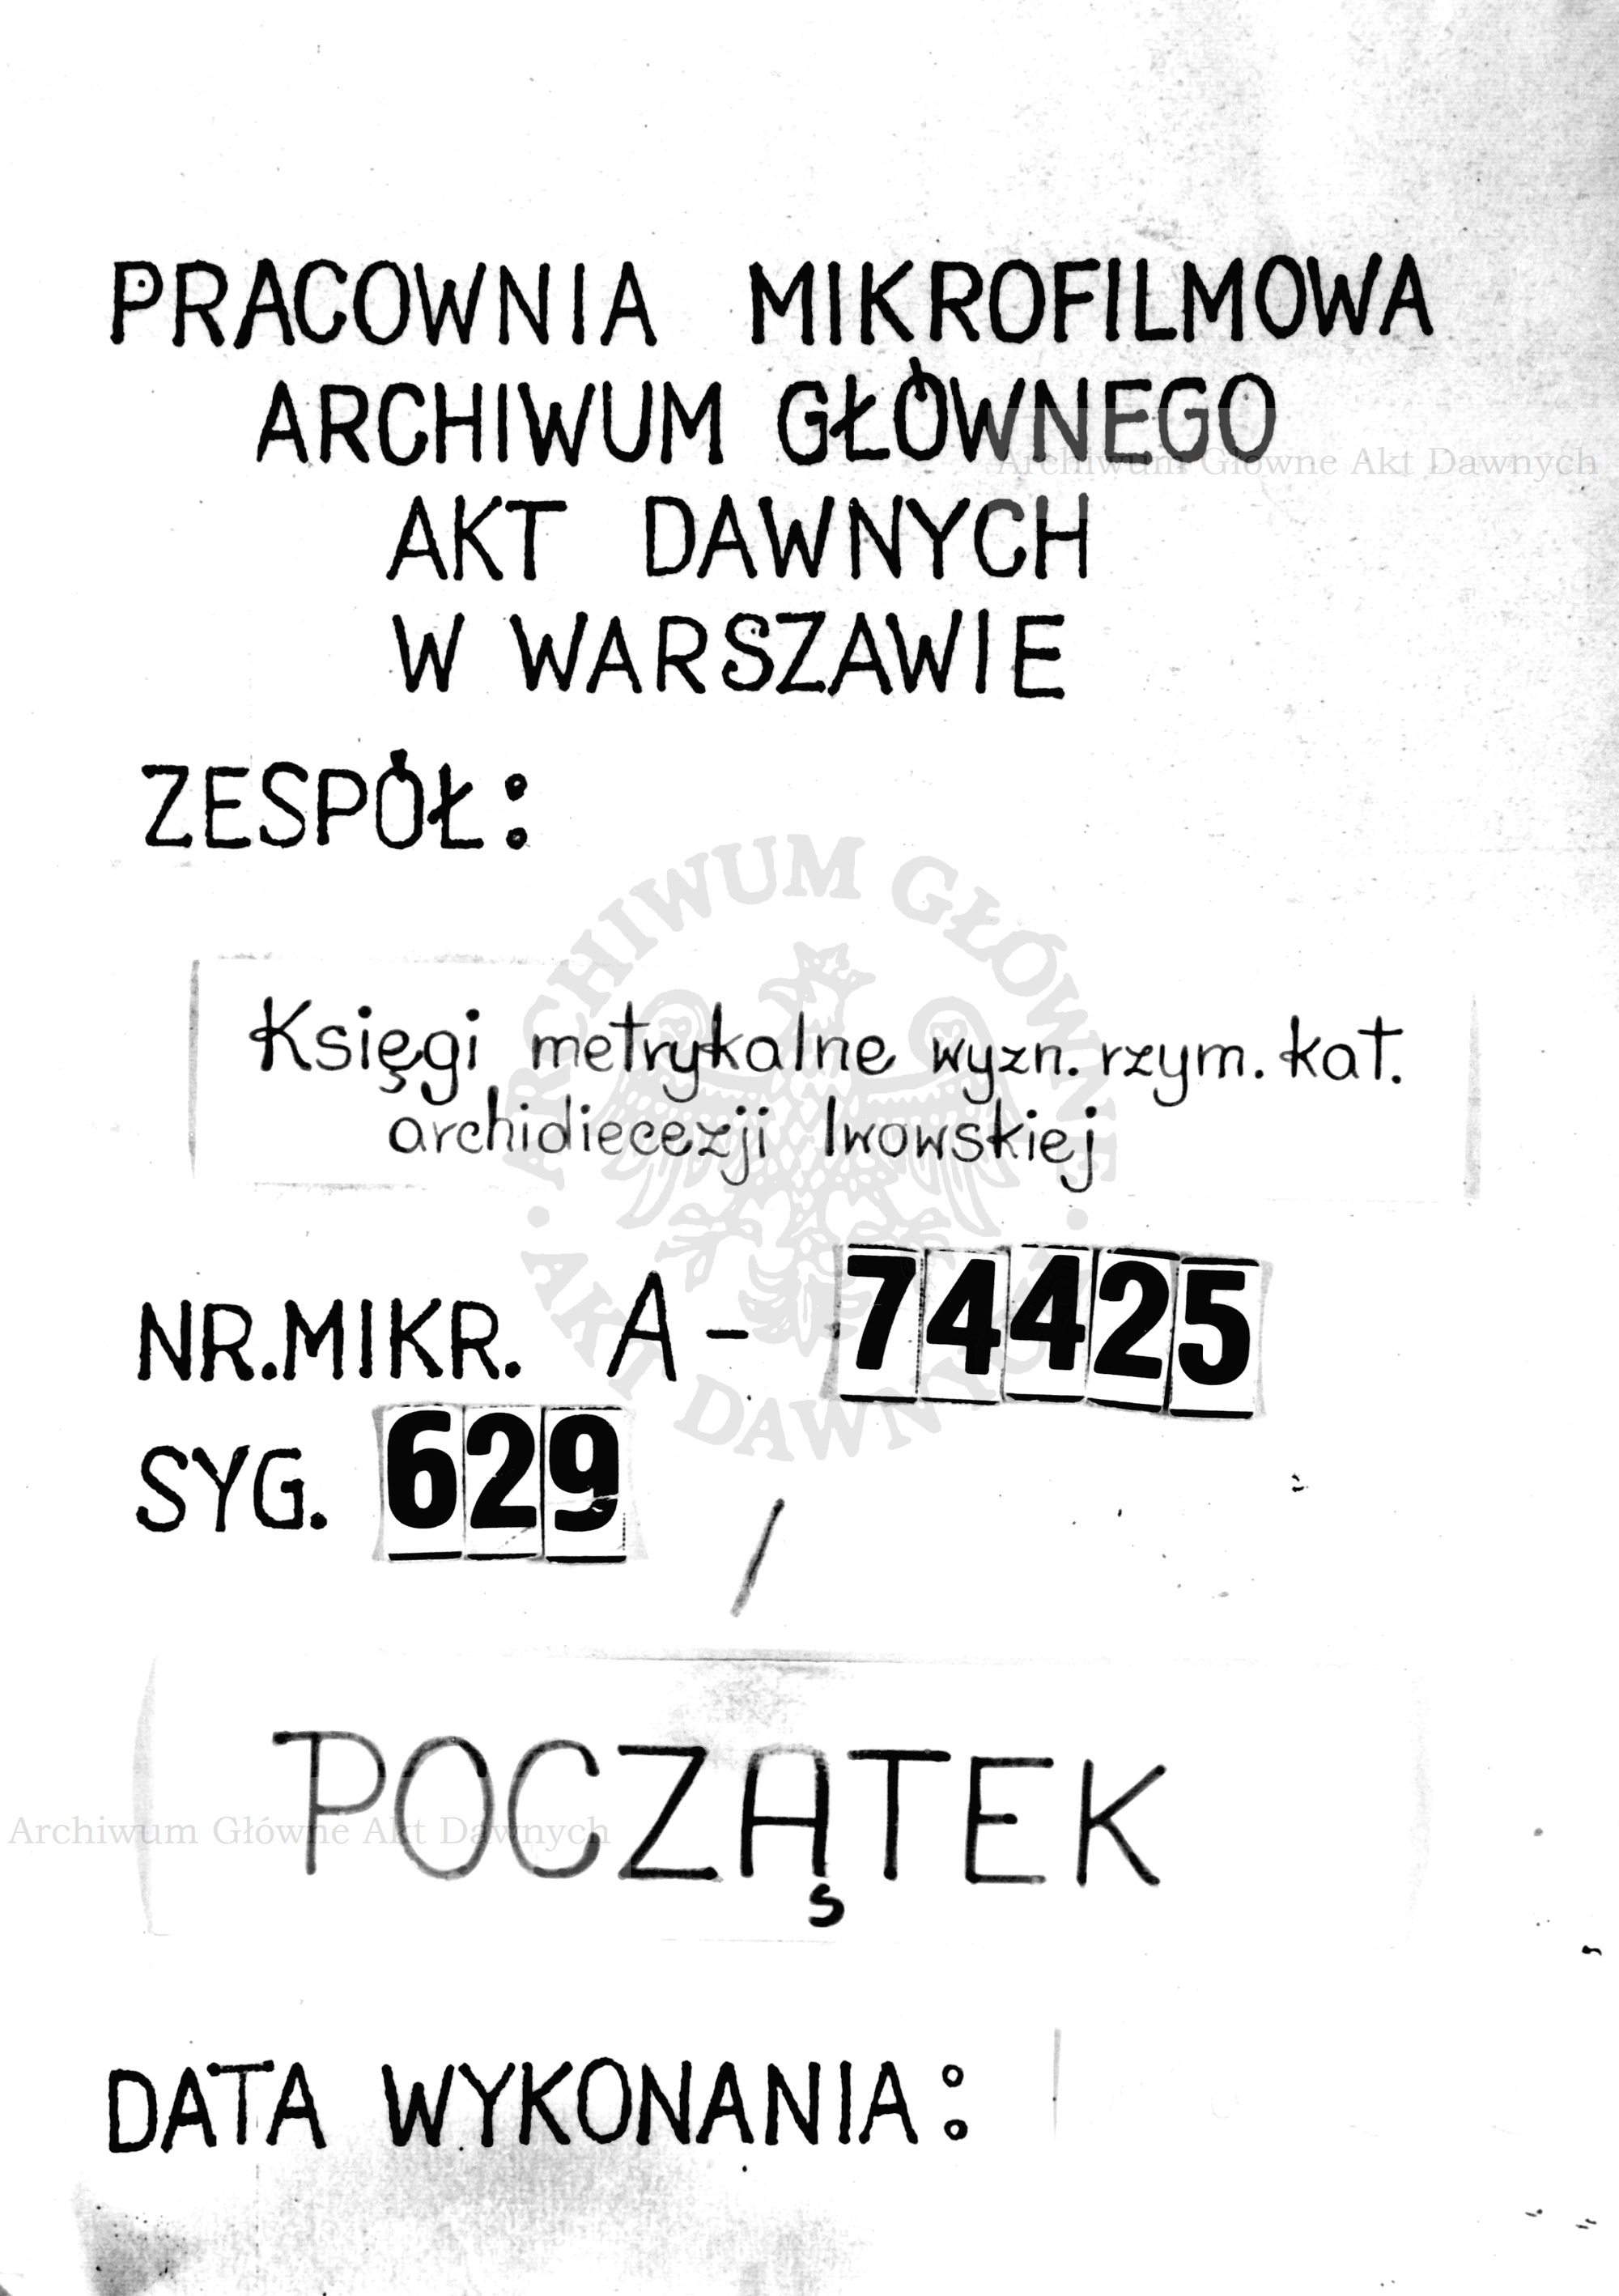 PRACOWNIA MIKROFILMOWA
ARCHIWUM GŁÓWNEGO
Archiwum Główne Akt Dawnych
AKT DAWNYCH
W WARSZAWIE
ZESPÓŁ:
ARCHIWUM GŁÓWNE
Księgi metrykalne wyzn. rzym. kat.
archidiecezji lwowskiej
NR.MIKR. A - 74425
AKT DAWNYCH
SYG. 629 /
POCZĄTEK
Archiwum Główne Akt Dawnych
DATA WYKONANIA: